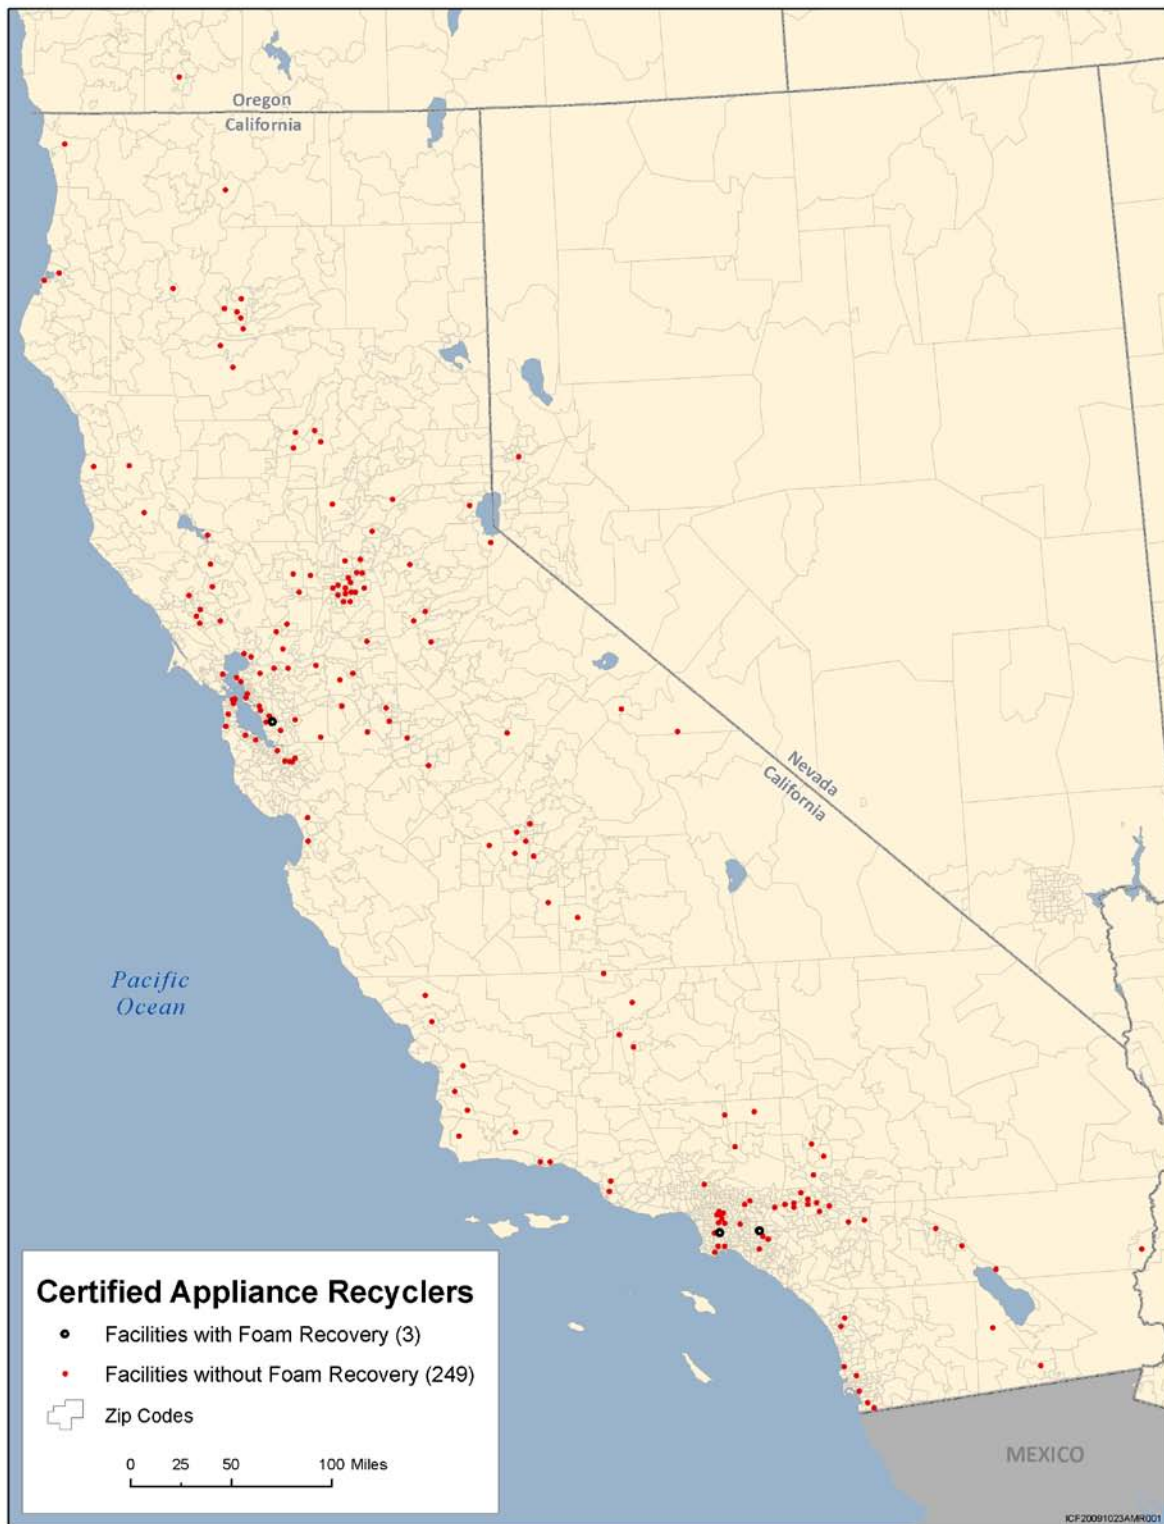 Oregon
California
Nevada
California
Pacific
Ocean
Certified Appliance Recyclers
Facilities with Foam Recovery (3)
Facilities without Foam Recovery (249)
Zip Codes
0 25 50 100 Miles
MEXICO
ICF20091023AMR001